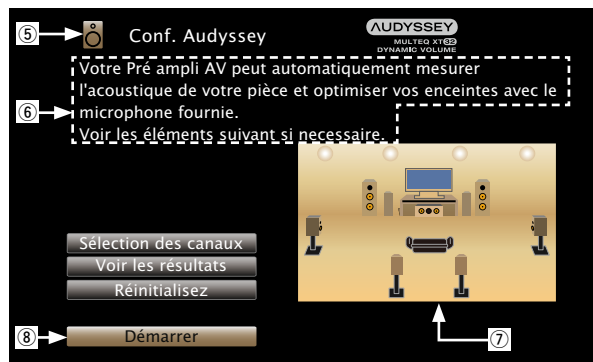 ⑤ Conf. Audyssey
AUDYSSEY
MULTEQ XT32
DYNAMIC VOLUME
⑥
Votre Pré ampli AV peut automatiquement mesurer
l'acoustique de votre pièce et optimiser vos enceintes avec le
microphone fournie.
Voir les éléments suivant si necessaire.
Sélection des canaux
Voir les résultats
Réinitialisez
⑧ Démarrer
⑦